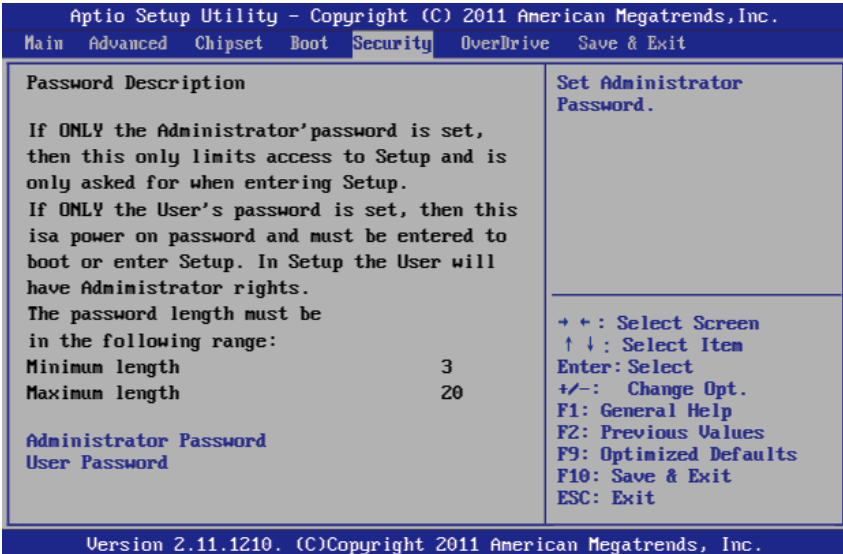 Aptio Setup Utility – Copyright (C) 2011 American Megatrends,Inc.
Main Advanced Chipset Boot Security OverDrive Save & Exit
Password Description
If ONLY the Administrator'password is set,
then this only limits access to Setup and is
only asked for when entering Setup.
If ONLY the User's password is set, then this
isa power on password and must be entered to
boot or enter Setup. In Setup the User will
have Admimistrator rights.
The password length must be
in the following range:
Minimum length 3
Maximum length 20
Administrator Password
User Password
Set Administrator
Password.
→ ←: Select Screen
↑ ↓: Select Item
Enter: Select
+/-: Change Opt.
F1: General Help
F2: Previous Values
F9: Optimized Defaults
F10: Save & Exit
ESC: Exit
Version 2.11.1210. (C)Copyright 2011 American Megatrends, Inc.